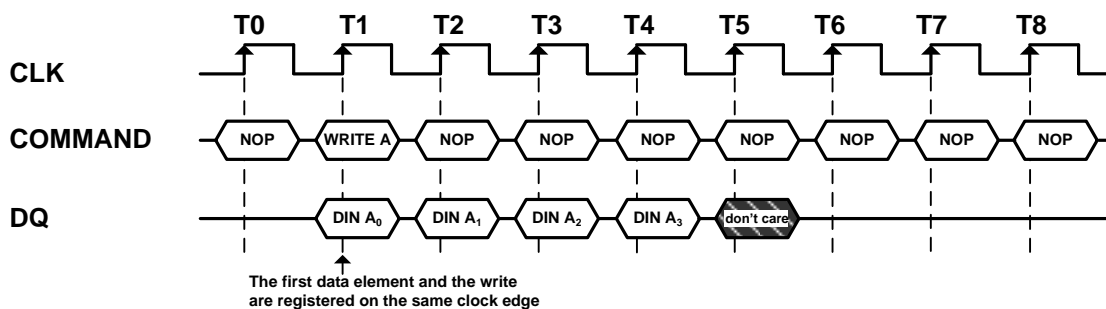 T0 T1 T2 T3 T4 T5 T6 T7 T8
CLK
COMMAND NOP WRITE A NOP NOP NOP NOP NOP NOP NOP
DQ DIN A0 DIN A1 DIN A2 DIN A3 don't care
The first data element and the write
are registered on the same clock edge